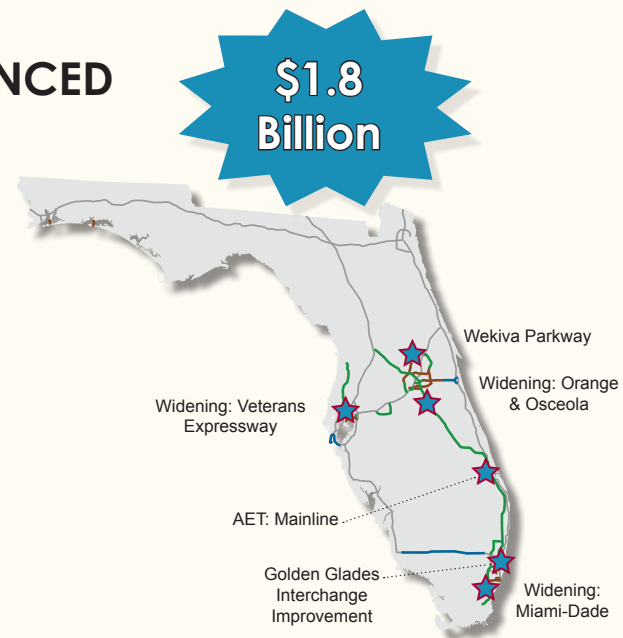 NCED
$1.8
Billion
Wekiva Parkway
Widening: Orange
& Osceola
Widening: Veterans
Expressway
AET: Mainline
Golden Glades
Interchange
Improvement
Widening:
Miami-Dade